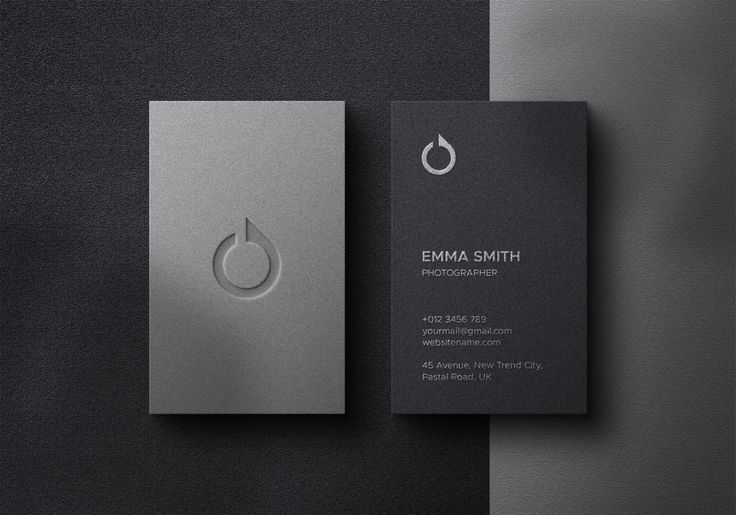 EMMA SMITH
PHOTOGRAPHER
+012 3456 789
yourmail@gmail.com
websitename.com
45 Avenue, New Trend City,
Pastal Road, UK